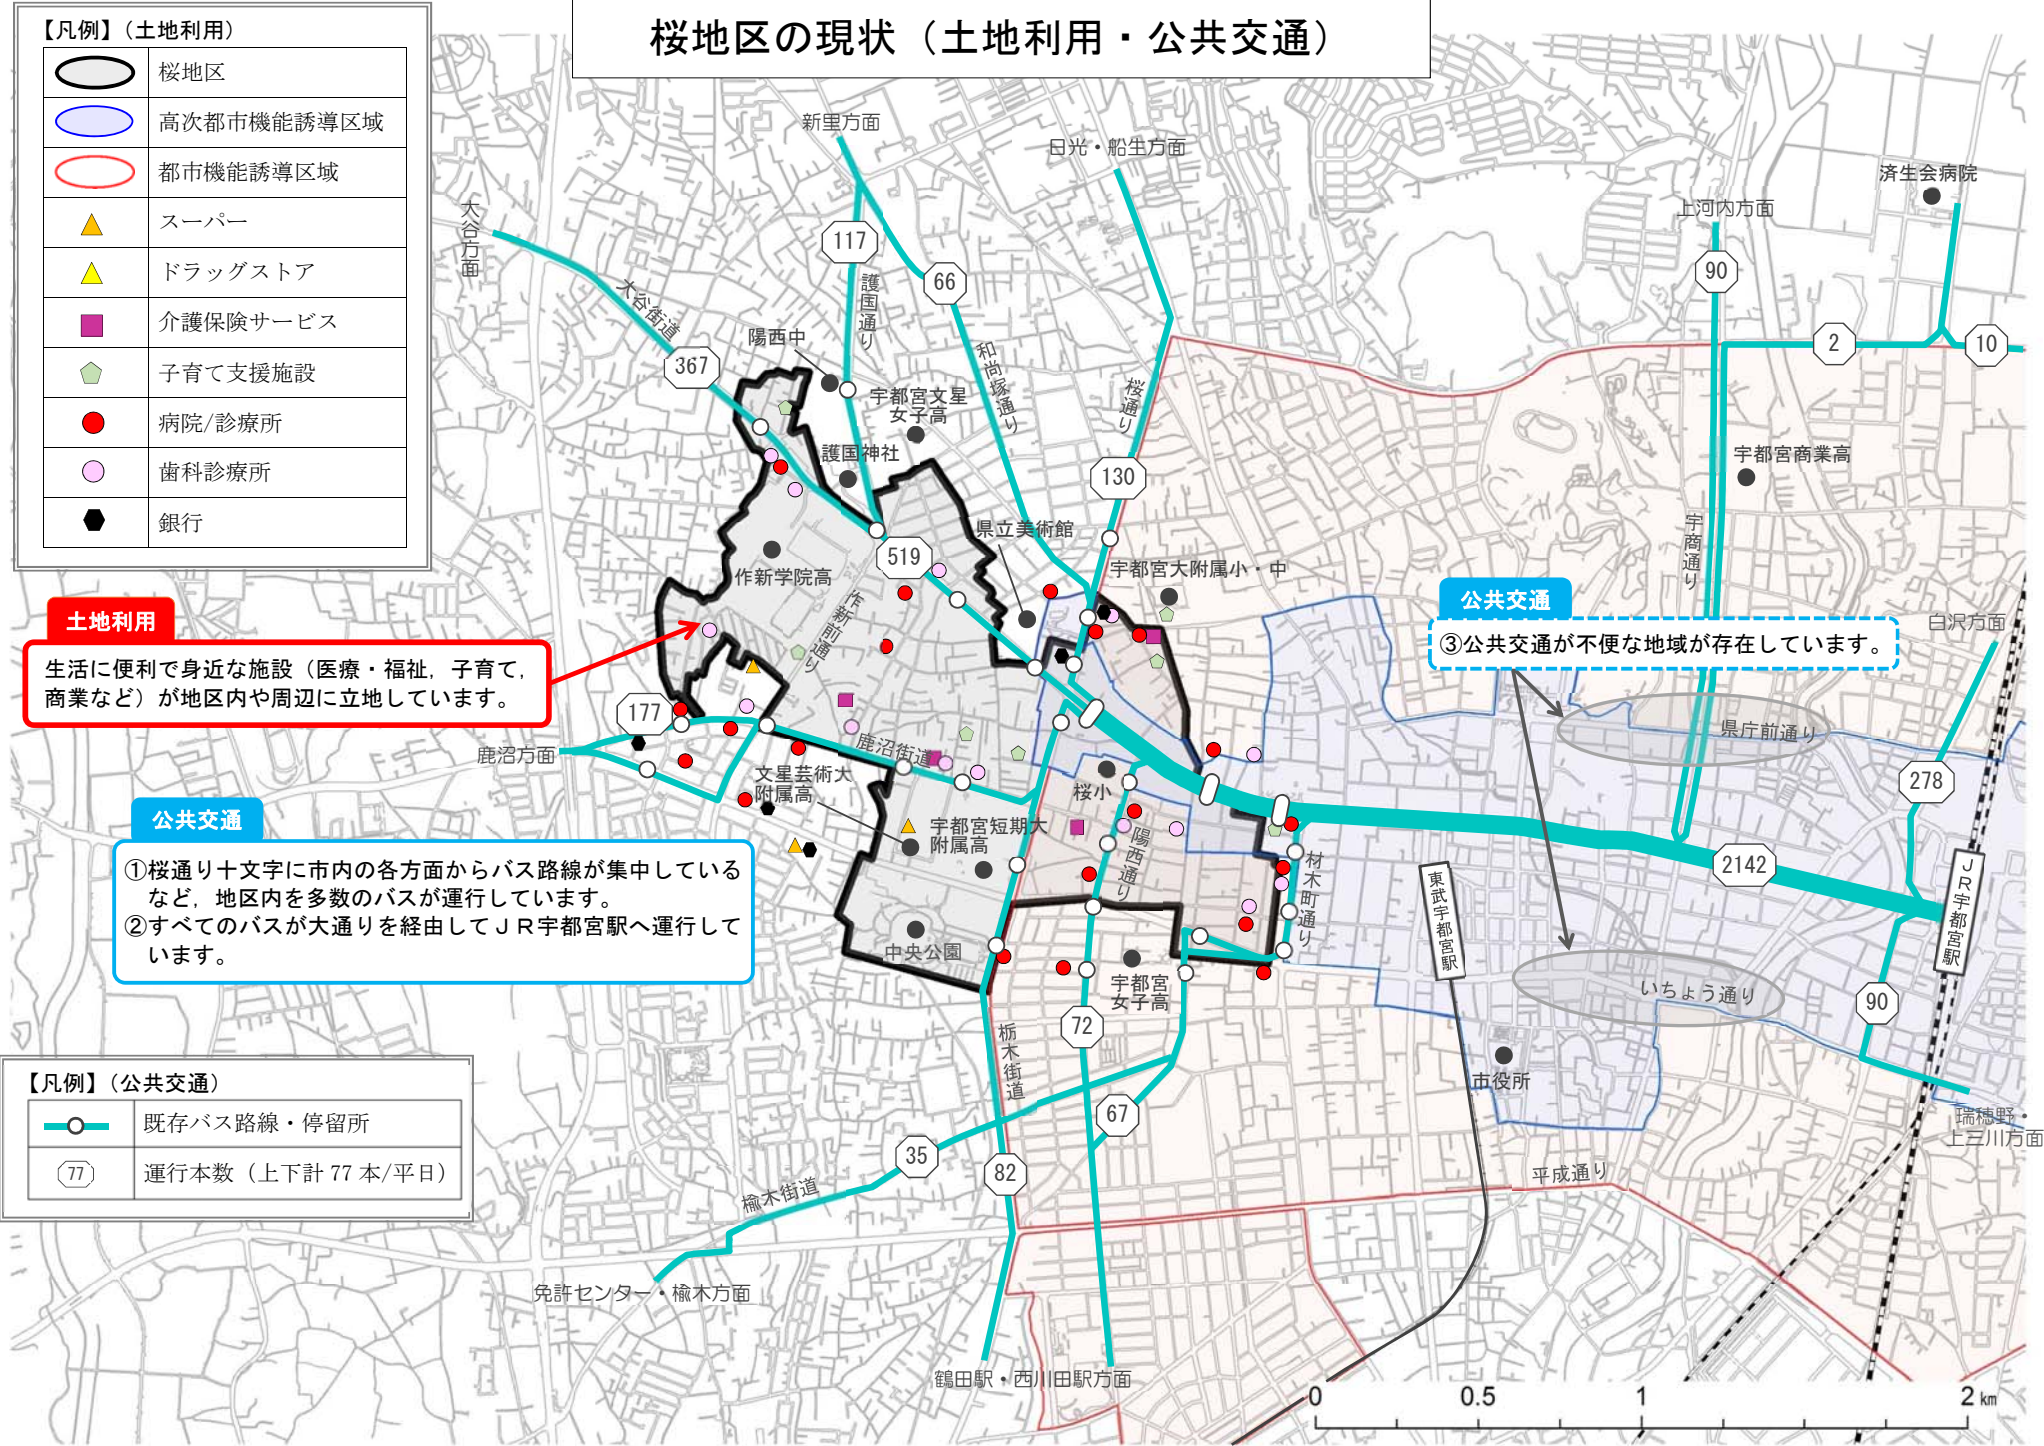 桜地区の現状（土地利用・公共交通）
【凡例】（土地利用）
桜地区
高次都市機能誘導区域
都市機能誘導区域
スーパー
ドラッグストア
介護保険サービス
子育て支援施設
病院/診療所
歯科診療所
銀行
土地利用
生活に便利で身近な施設（医療・福祉，子育て，
商業など）が地区内や周辺に立地しています。
公共交通
①桜通り十文字に市内の各方面からバス路線が集中している
など，地区内を多数のバスが運行しています。
②すべてのバスが大通りを経由してＪＲ宇都宮駅へ運行して
います。
公共交通
③公共交通が不便な地域が存在しています。
【凡例】（公共交通）
既存バス路線・停留所
77
運行本数（上下計 77 本/平日）
新里方面
日光・船生方面
大谷方面
大谷街道
117
護国通り
66
和尚塚通り
陽西中
367
宇都宮文星
女子高
護国神社
桜通り
130
県立美術館
519
作新学院高
作新前通り
宇都宮大附属小・中
済生会病院
上河内方面
90
2
10
宇都宮商業高
宇商通り
白沢方面
県庁前通り
278
177
鹿沼方面
鹿沼街道
文星芸術大
附属高
宇都宮短期大
附属高
桜小
陽西通り
材木町通り
東武宇都宮駅
2142
ＪＲ宇都宮駅
中央公園
宇都宮
女子高
いちょう通り
90
市役所
72
栃木街道
67
35
82
楡木街道
平成通り
瑞穂野・
上三川方面
免許センター・楡木方面
鶴田駅・西川田駅方面
0
0.5
1
2 km